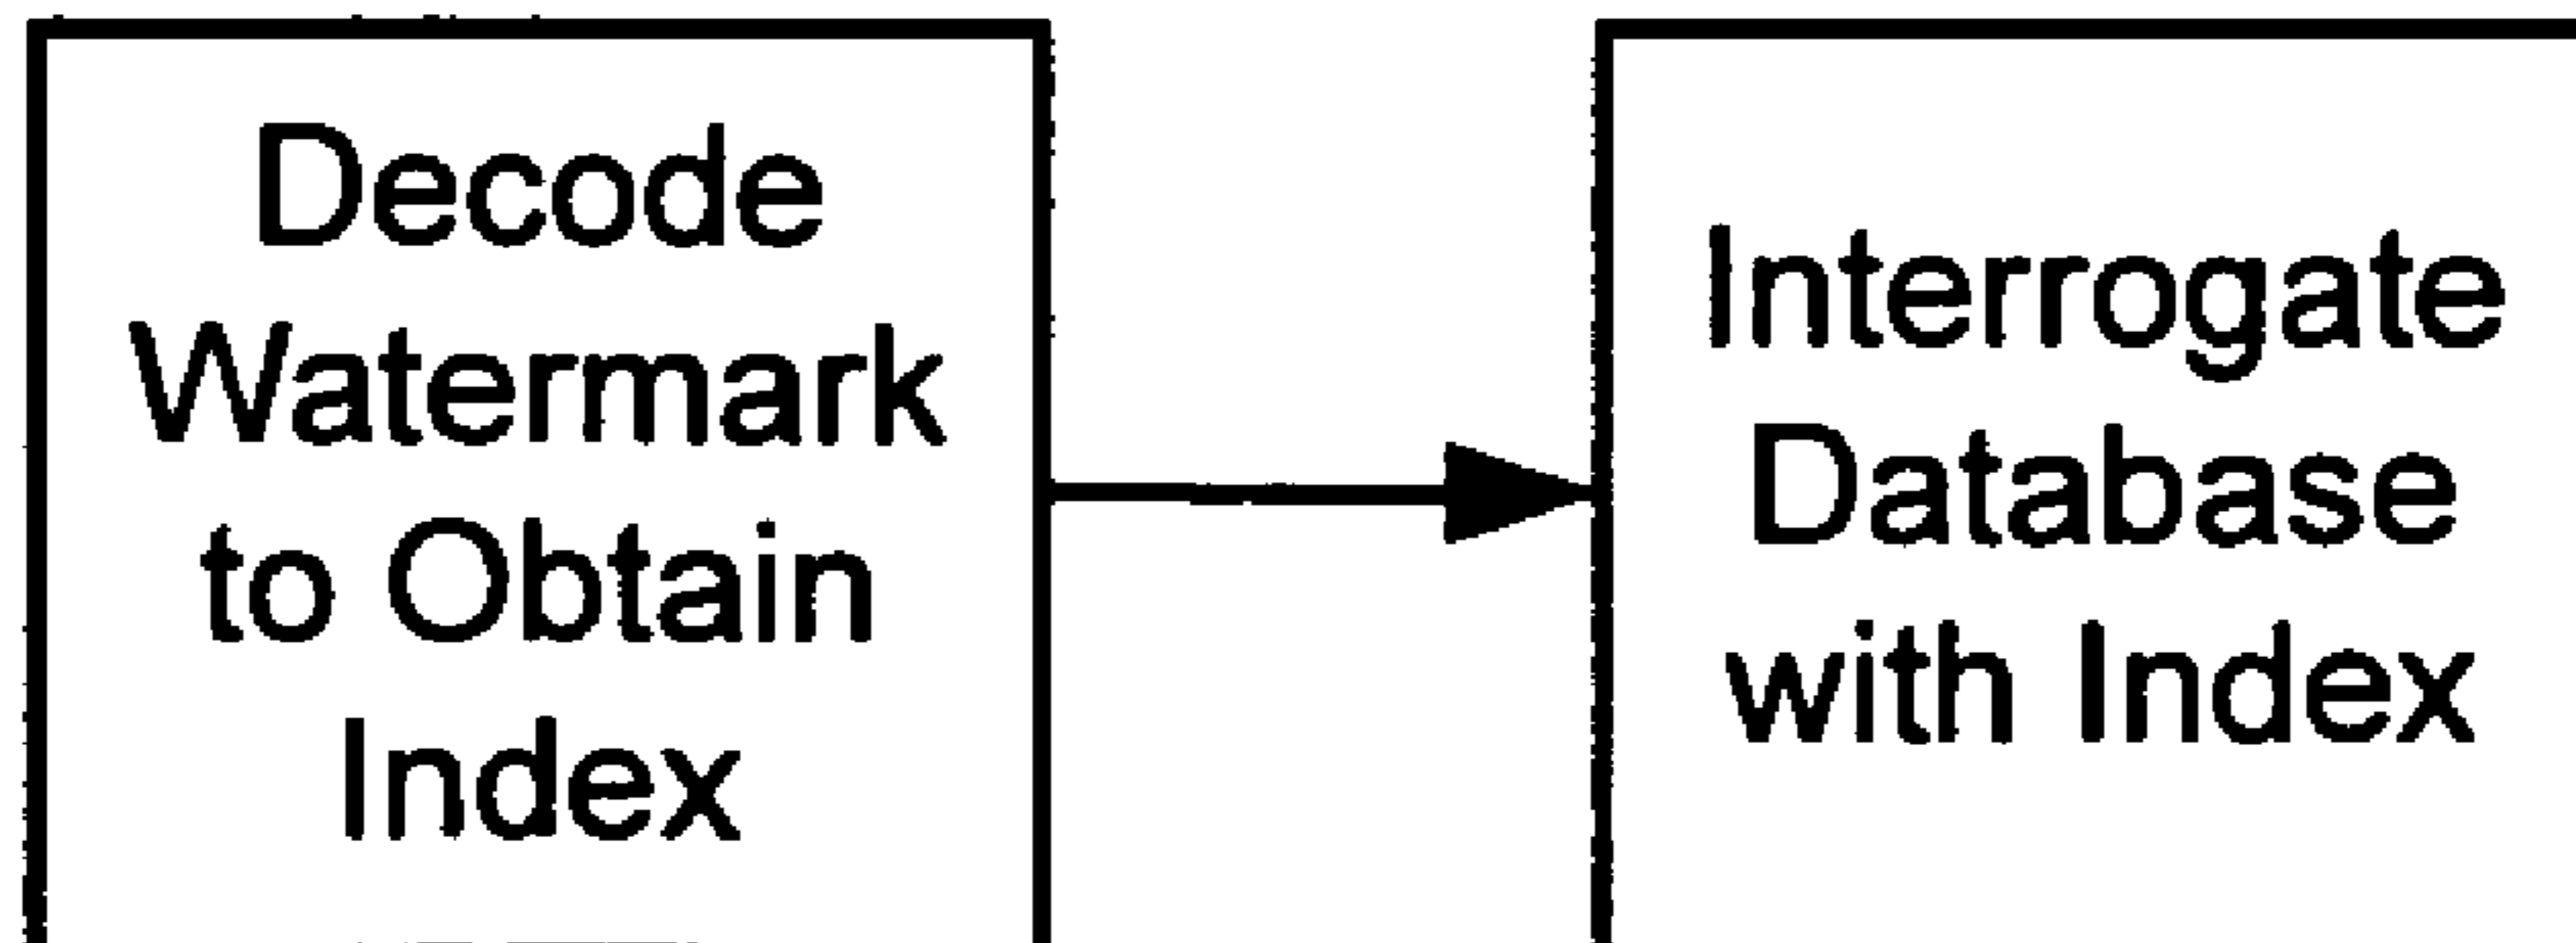 Decode
Watermark
to Obtain
Index
Interrogate
Database
with Index